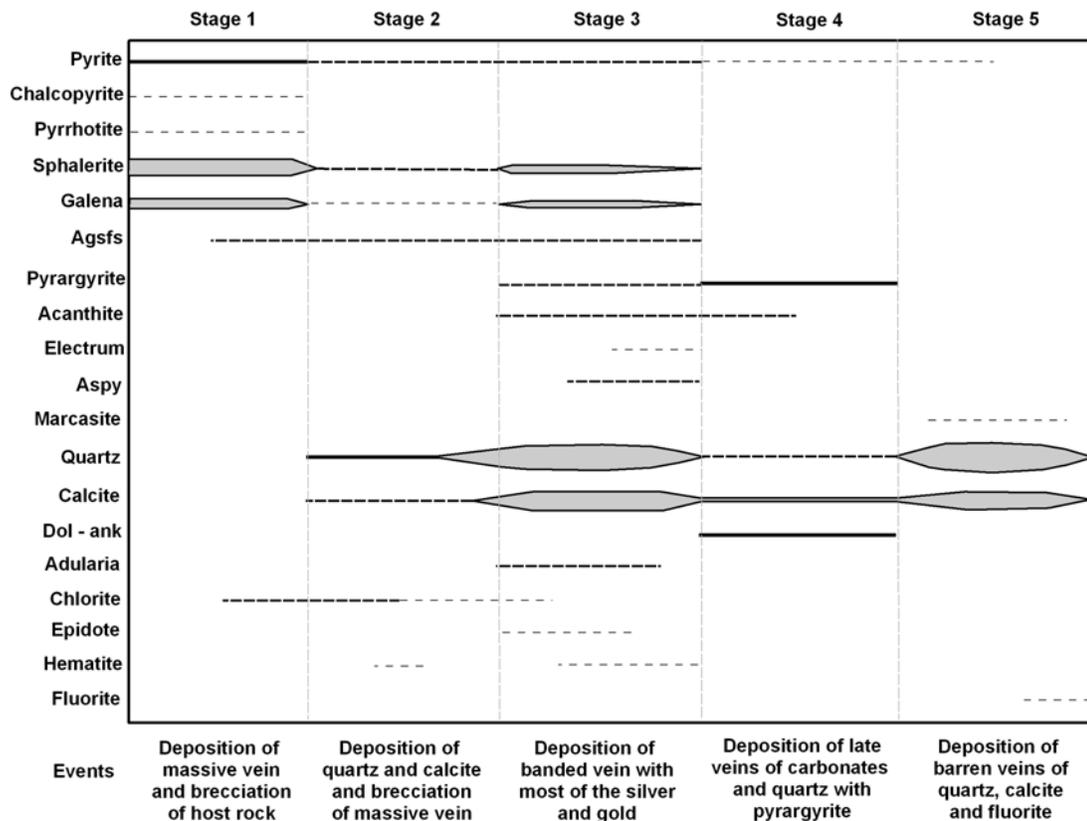 Stage 1 Stage 2 Stage 3 Stage 4 Stage 5
Pyrite
Chalcopyrite
Pyrrhotite
Sphalerite
Galena
Agsfs
Pyrargyrite
Acanthite
Electrum
Aspy
Marcasite
Quartz
Calcite
Dol - ank
Adularia
Chlorite
Epidote
Hematite
Fluorite
Events
Deposition of
massive vein
and brecciation
of host rock
Deposition of
quartz and calcite
and brecciation
of massive vein
Deposition of
banded vein with
most of the silver
and gold
Deposition of late
veins of carbonates
and quartz with
pyrargyrite
Deposition of
barren veins of
quartz, calcite
and fluorite